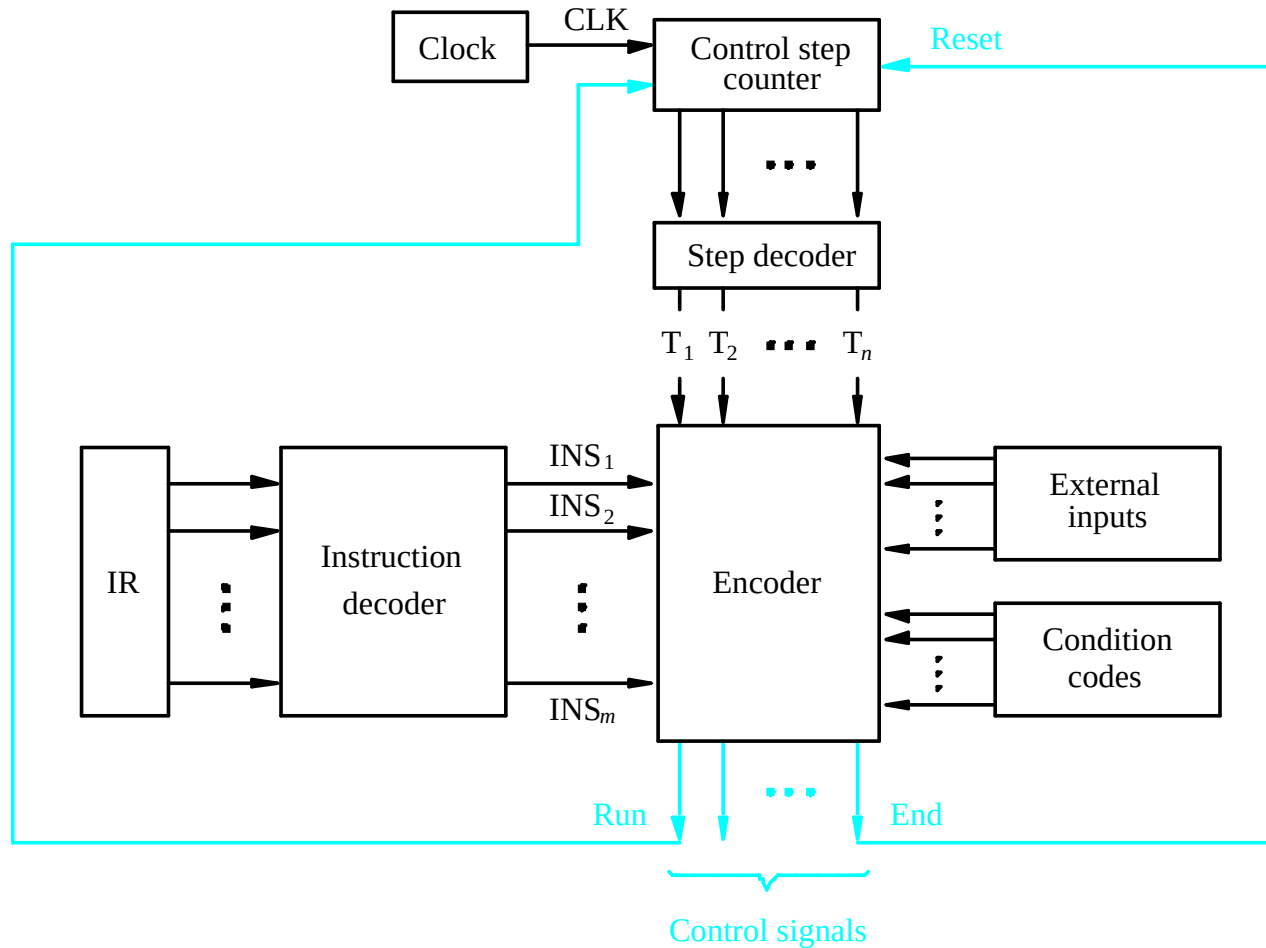 CLK
Clock
Control step
counter
Reset
Step decoder
T1 T2 Tn
INS1
INS2
INSm
IR
Instruction
decoder
Encoder
External
inputs
Condition
codes
Run
End
Control signals